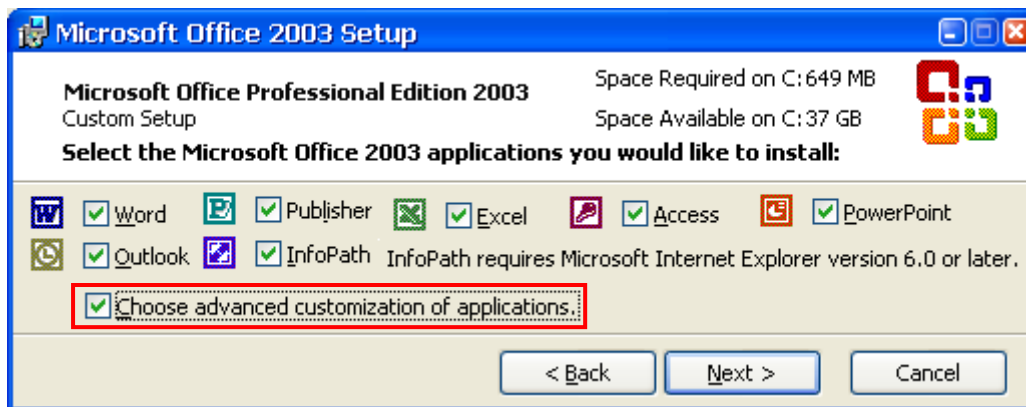 Microsoft Office 2003 Setup
Microsoft Office Professional Edition 2003
Space Required on C: 649 MB
Custom Setup
Space Available on C: 37 GB
Select the Microsoft Office 2003 applications you would like to install:
Word Publisher Excel Access PowerPoint
Outlook InfoPath InfoPath requires Microsoft Internet Explorer version 6.0 or later.
Choose advanced customization of applications.
< Back Next > Cancel